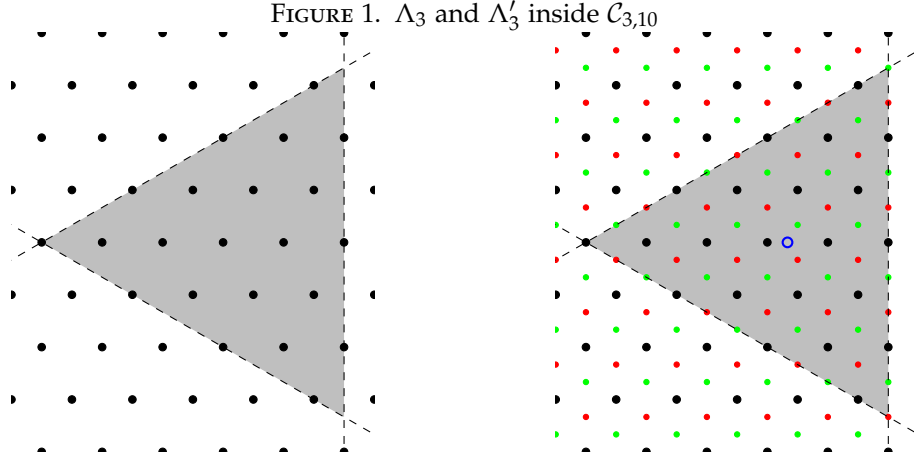 FIGURE 1. Λ₃ and Λ′₃ inside 𝒞₃,₁₀